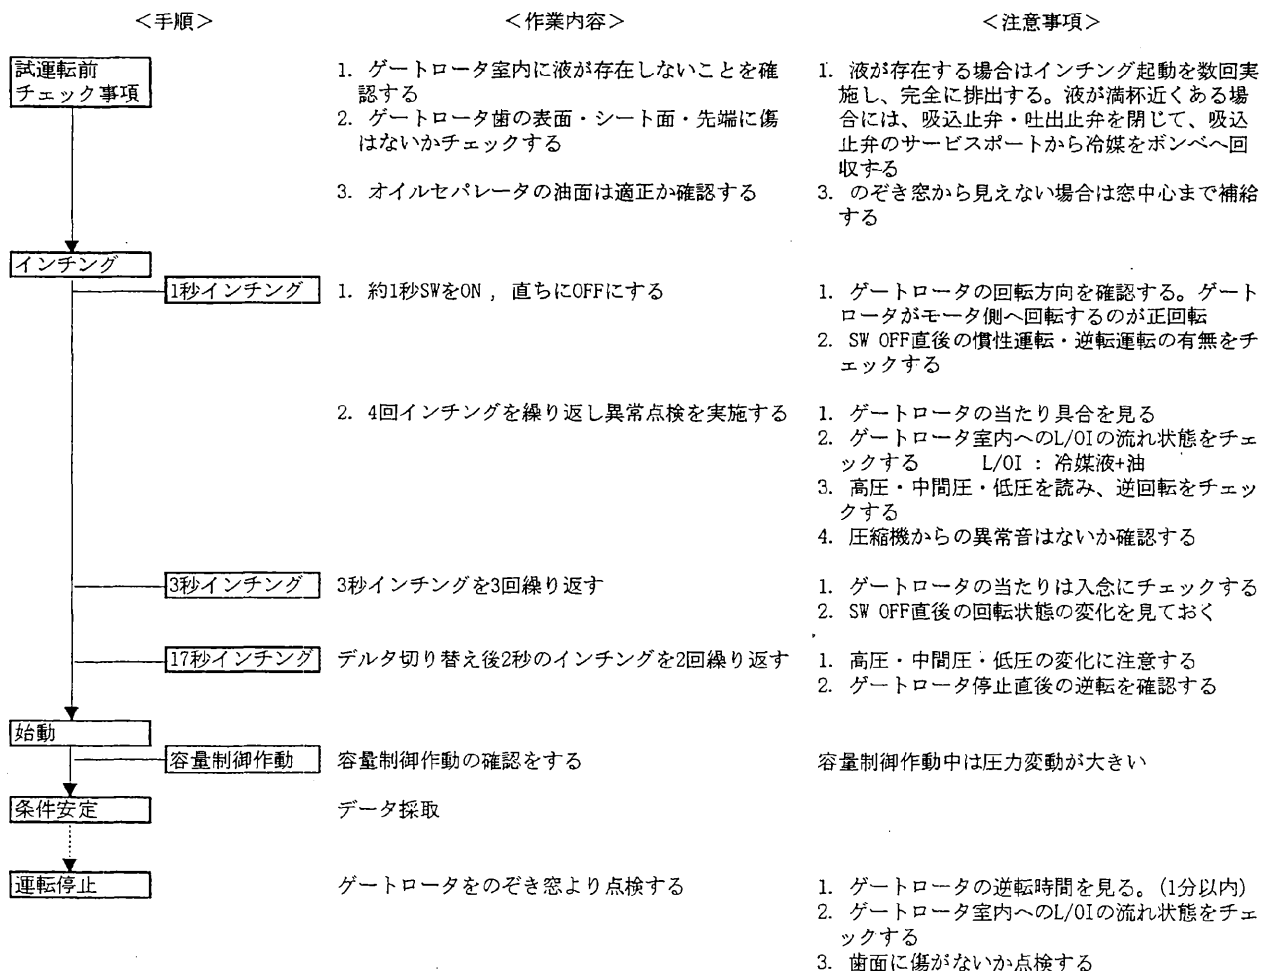 ＜手順＞ ＜作業内容＞ ＜注意事項＞
試運転前
チェック事項
1. ゲートロータ室内に液が存在しないことを確
認する
2. ゲートロータ歯の表面・シート面・先端に傷
はないかチェックする
3. オイルセパレータの油面は適正か確認する
1. 液が存在する場合はインチング起動を数回実
施し、完全に排出する。液が満杯近くある場
合には、吸込止弁・吐出止弁を閉じて、吸込
止弁のサービスポートから冷媒をボンベへ回
収する
3. のぞき窓から見えない場合は窓中心まで補給
する
インチング
1秒インチング
1. 約1秒SWをON , 直ちにOFFにする
1. ゲートロータの回転方向を確認する。ゲート
ロータがモータ側へ回転するのが正回転
2. SW OFF直後の慣性運転・逆転運転の有無をチ
ェックする
2. 4回インチングを繰り返し異常点検を実施する
1. ゲートロータの当たり具合を見る
2. ゲートロータ室内へのL/OIの流れ状態をチェ
ックする L/OI : 冷媒液+油
3. 高圧・中間圧・低圧を読み、逆回転をチェッ
クする
4. 圧縮機からの異常音はないか確認する
3秒インチング
3秒インチングを3回繰り返す
1. ゲートロータの当たりは入念にチェックする
2. SW OFF直後の回転状態の変化を見ておく
17秒インチング
デルタ切り替え後2秒のインチングを2回繰り返す
1. 高圧・中間圧・低圧の変化に注意する
2. ゲートロータ停止直後の逆転を確認する
始動
容量制御作動
容量制御作動の確認をする
容量制御作動中は圧力変動が大きい
条件安定
データ採取
運転停止
ゲートロータをのぞき窓より点検する
1. ゲートロータの逆転時間を見る。(1分以内)
2. ゲートロータ室内へのL/OIの流れ状態をチェ
ックする
3. 歯面に傷がないか点検する